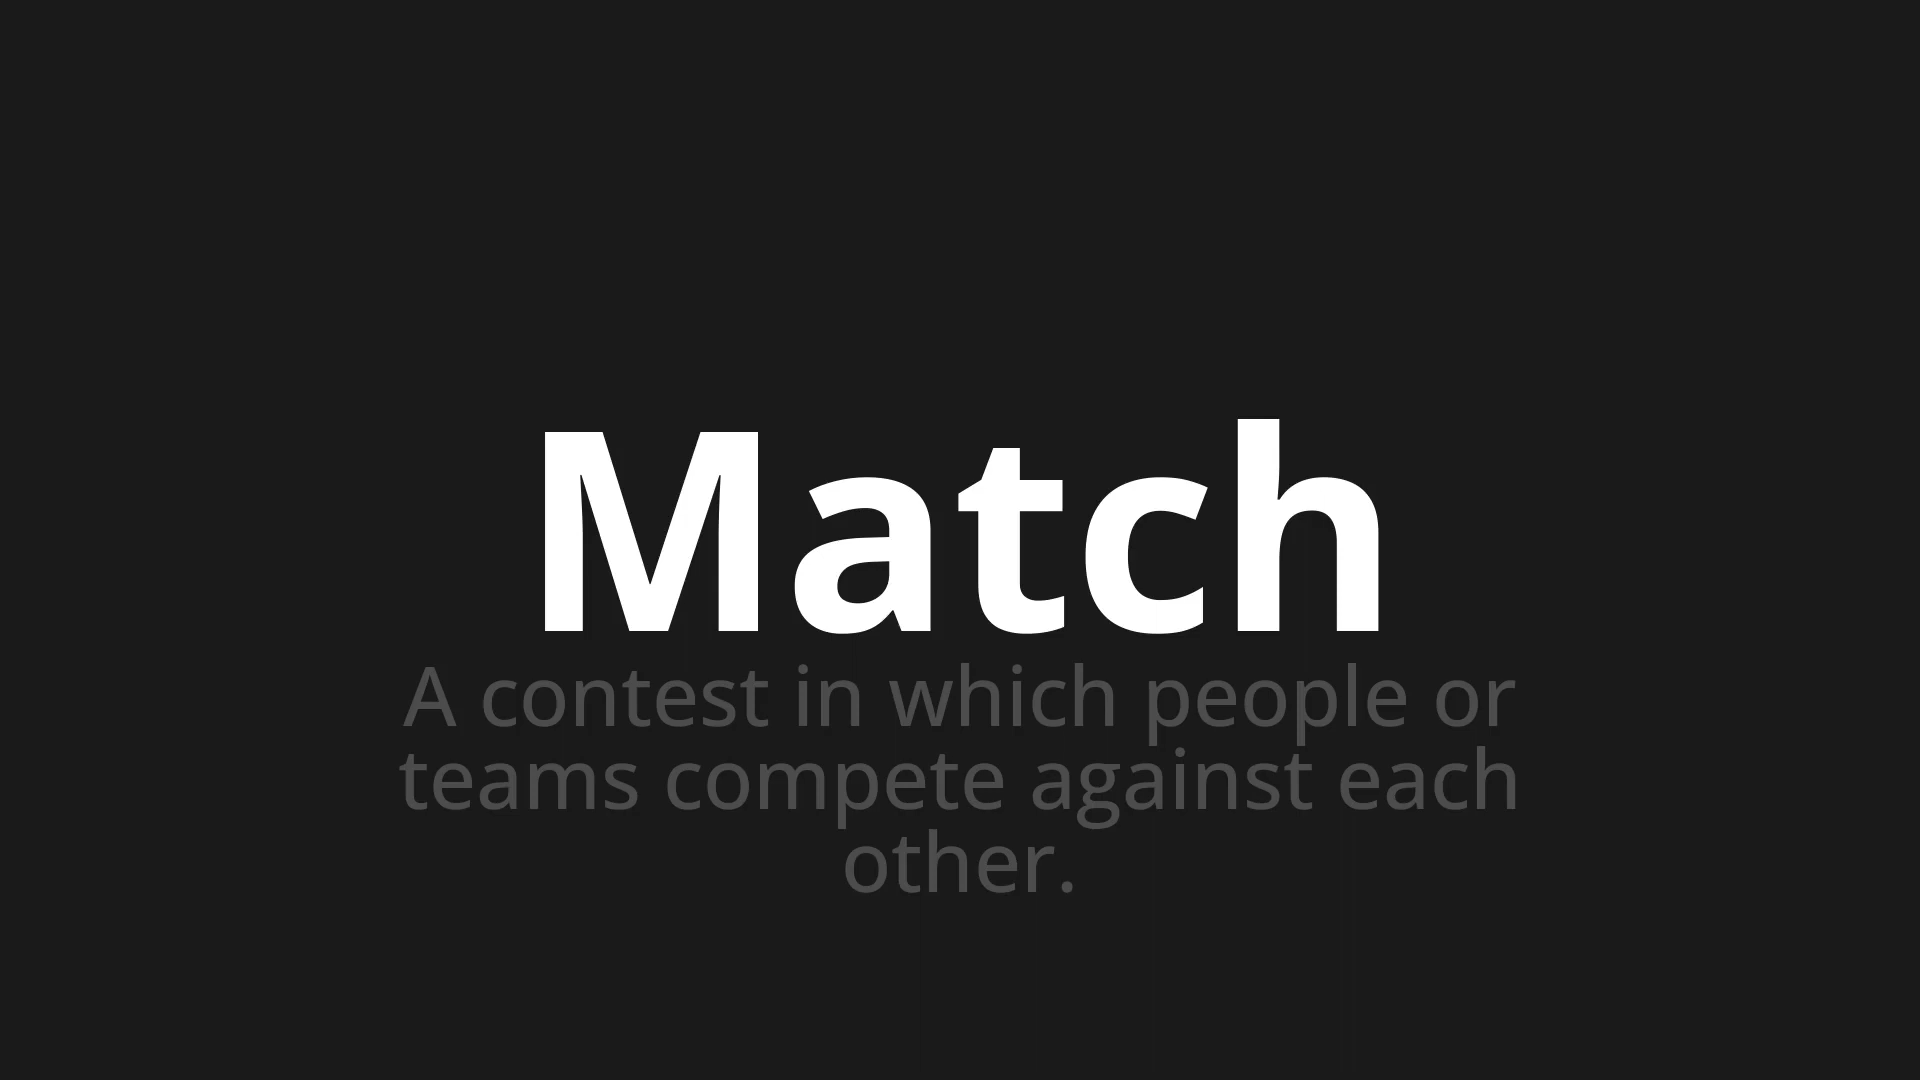 Match
A contest in which people or
teams compete against each
other.